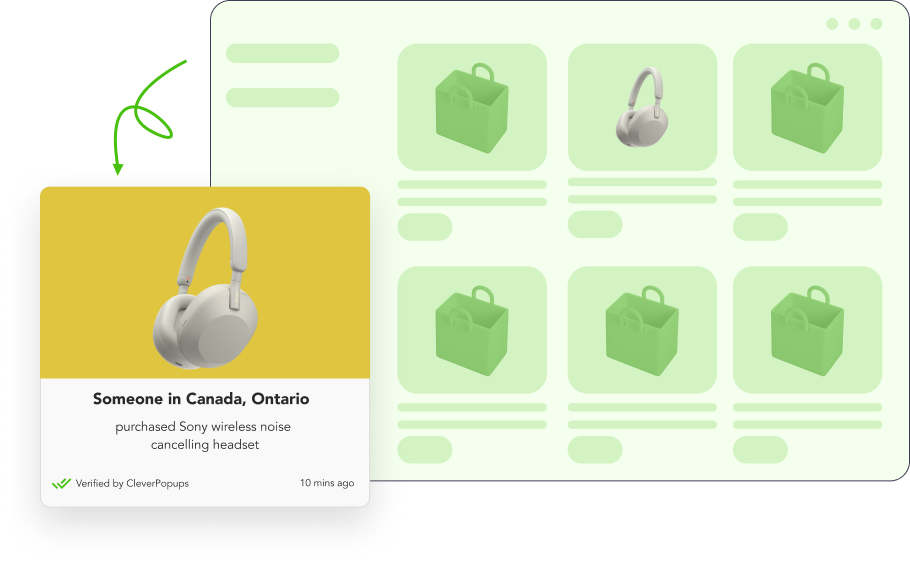 Someone in Canada, Ontario
purchased Sony wireless noise
cancelling headset
Verified by CleverPopups
10 mins ago